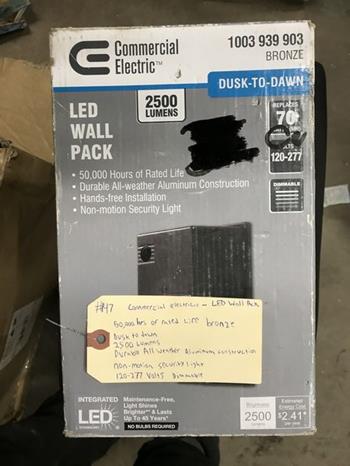 Commercial Electric™
1003 939 903
BRONZE
DUSK-TO-DAWN
LED
WALL
PACK
2500
LUMENS
REPLACES
70
120-277
DIMMABLE
• 50,000 Hours of Rated Life
• Durable All-weather Aluminum Construction
• Hands-free Installation
• Non-motion Security Light
#47 Commercial electric - LED Wall Pack
50,000 hrs of rated life bronze
Dusk to dawn
2500 Lumens
Durable All weather Aluminum construction
non-motion security light
120-277 Volts Dimmable
INTEGRATED
LED
Maintenance-Free,
Light Shines
Brighter** & Lasts
Up To 45 Years*
NO BULBS REQUIRED
Brightness
2500
lumens
Estimated
Energy Cost
$2.41*
per year